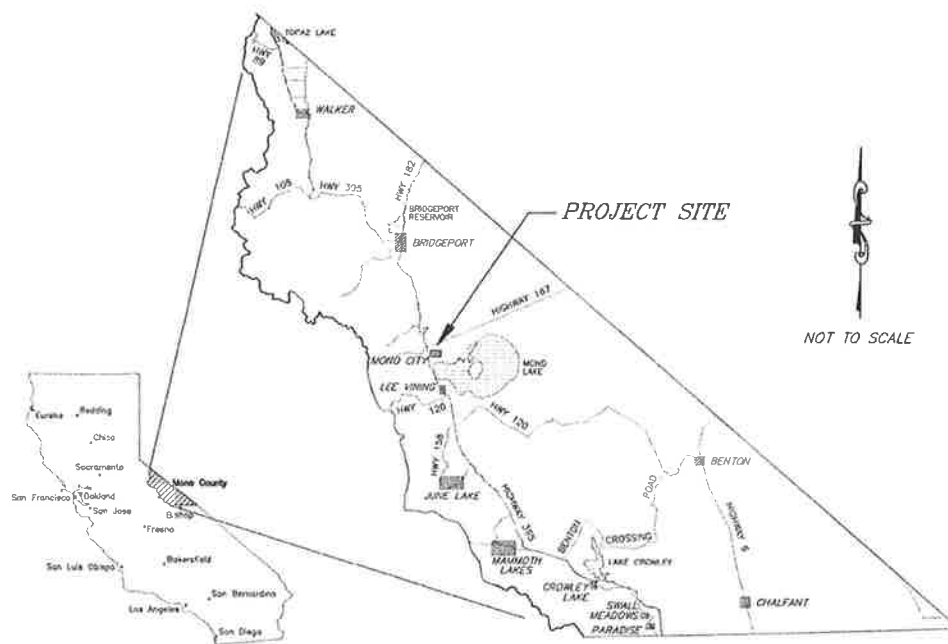 TOPAZ LAKE
HWY 89
WALKER
HWY 182
HWY 108
HWY 395
BRIDGEPORT
RESERVOIR
BRIDGEPORT
PROJECT SITE
HIGHWAY 167
NOT TO SCALE
MONO CITY
MONO
LAKE
LEE VINING
HWY
120
HWY 120
HWY 158
BENTON
ROAD
JUNE LAKE
HIGHWAY 395
HIGHWAY 6
BENTON
CROSSING
MAMMOTH
LAKES
LAKE CROWLEY
CROWLEY
LAKE
SWALL
MEADOWS
PARADISE
CHALFANT
Eureka
Redding
Chico
Sacramento
Mono County
San Francisco
Oakland
San Jose
Bishop
Fresno
San Luis Obispo
Bakersfield
Los Angeles
San Bernardino
San Diego